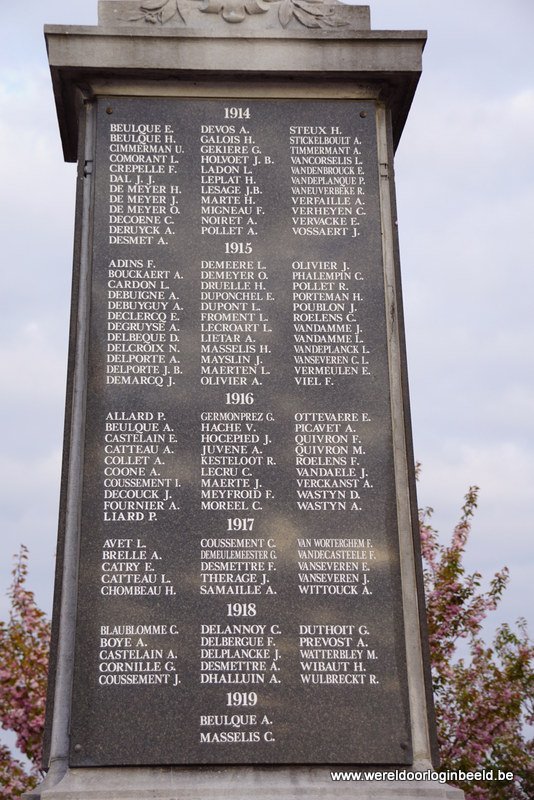 1914
BEULQUE E. DEVOS A. STEUX H.
BEULQUE H. GALOIS H. STICKELBOULT A.
CIMMERMAN U. GEKIERE G. TIMMERMANT A.
COMORANT L. HOLVOET J. B. VANCORSELIS L.
CREPELLE F. LADON L. VANDENBROUCK E.
DAL J. J. LEPLAT H. VANDEPLANQUE P.
DE MEYER H. LESAGE J.B. VANEUVERBEKE R.
DE MEYER J. MARTE H. VERFAILLE A.
DE MEYER O. MIGNEAU F. VERHEYEN C.
DECOENE C. NOIRET A. VERVACKE E.
DERUYCK A. POLLET A. VOSSAERT J.
DESMET A.
1915
ADINS F. DEMEERE L. OLIVIER J.
BOUCKAERT A. DEMEYER O. PHALEMPIN C.
CARDON L. DRUELLE H. POLLET R.
DEBUIGNE A. DUPONCHEL E. PORTEMAN H.
DEBUYGUY A. DUPONT L. POUBLON J.
DECLERCQ E. FROMENT L. ROELENS C.
DEGRUYSE A. LECROART L. VANDAMME J.
DELBEQUE D. LIETAR A. VANDAMME L.
DELCROIX N. MASSELIS H. VANDEPLANCK L.
DELPORTE A. MAYSLIN J. VANSEVEREN C. L.
DELPORTE J. B. MAERTEN L. VERMEULEN E.
DEMARCQ J. OLIVIER A. VIEL F.
1916
ALLARD P. GERMONPREZ G. OTTEVAERE E.
BEULQUE A. HACHE V. PICAVET A.
CASTELAIN E. HOCEPIED J. QUIVRON F.
CATTEAU A. JUVENE A. QUIVRON M.
COLLET A. KESTELOOT R. ROELENS F.
COONE A. LECRU C. VANDAELE J.
COUSSEMENT I. MAERTE J. VERCKANST A.
DECOUCK J. MEYFROID F. WASTYN D.
FOURNIER A. MOREEL C. WASTYN A.
LIARD P.
1917
AVET L. COUSSEMENT C. VAN WORTERGHEM F.
BRELLE A. DEMEULEMEESTER G. VANDECASTEELE F.
CATRY E. DESMETTRE F. VANSEVEREN E.
CATTEAU L. THERAGE J. VANSEVEREN J.
CHOMBEAU H. SAMAILLE A. WITTOUCK A.
1918
BLAUBLOMME C. DELANNOY C. DUTHOIT G.
BOYE A. DELBERGUE F. PREVOST A.
CASTELAIN A. DELPLANCKE J. WATTERBLEY M.
CORNILLE G. DESMETTRE A. WIBAUT H.
COUSSEMENT J. DHALLUIN A. WULBRECKT R.
1919
BEULQUE A.
MASSELIS C.
www.wereldoorloginbeeld.be